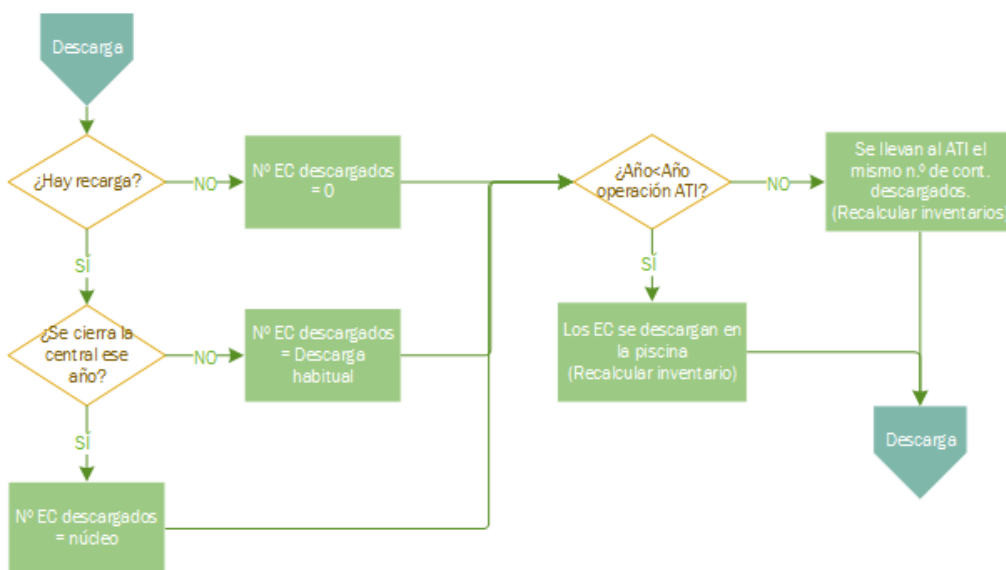 Descarga
¿Hay recarga?
NO
Nº EC descargados
= 0
SÍ
¿Se cierra la
central ese
año?
NO
Nº EC descargados
= Descarga
habitual
SÍ
Nº EC descargados
= núcleo
¿Año<Año
operación ATI?
NO
Se llevan al ATI el
mismo n.º de cont.
descargados.
(Recalcular inventarios)
SÍ
Los EC se descargan en
la piscina
(Recalcular inventario)
Descarga